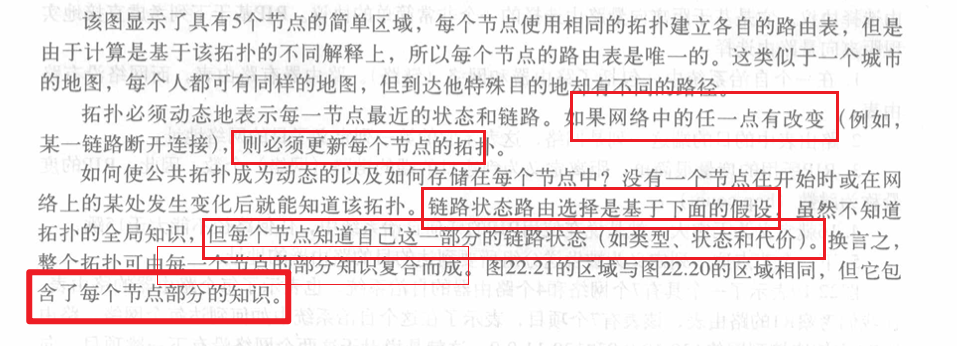 该图显示了具有5个节点的简单区域，每个节点使用相同的拓扑建立各自的路由表，但是
由于计算是基于该拓扑的不同解释上，所以每个节点的路由表是唯一的。这类似于一个城市
的地图，每个人都可有同样的地图，但到达他特殊目的地却有不同的路径。
拓扑必须动态地表示每一节点最近的状态和链路。如果网络中的任一点有改变（例如，
某一链路断开连接），则必须更新每个节点的拓扑。
如何使公共拓扑成为动态的以及如何存储在每个节点中？没有一个节点在开始时或在网
络上的某处发生变化后就能知道该拓扑。链路状态路由选择是基于下面的假设，虽然不知道
拓扑的全局知识，但每个节点知道自己这一部分的链路状态（如类型、状态和代价）。换言之，
整个拓扑可由每一个节点的部分知识复合而成。图22.21的区域与图22.20的区域相同，但它包
含了每个节点部分的知识。